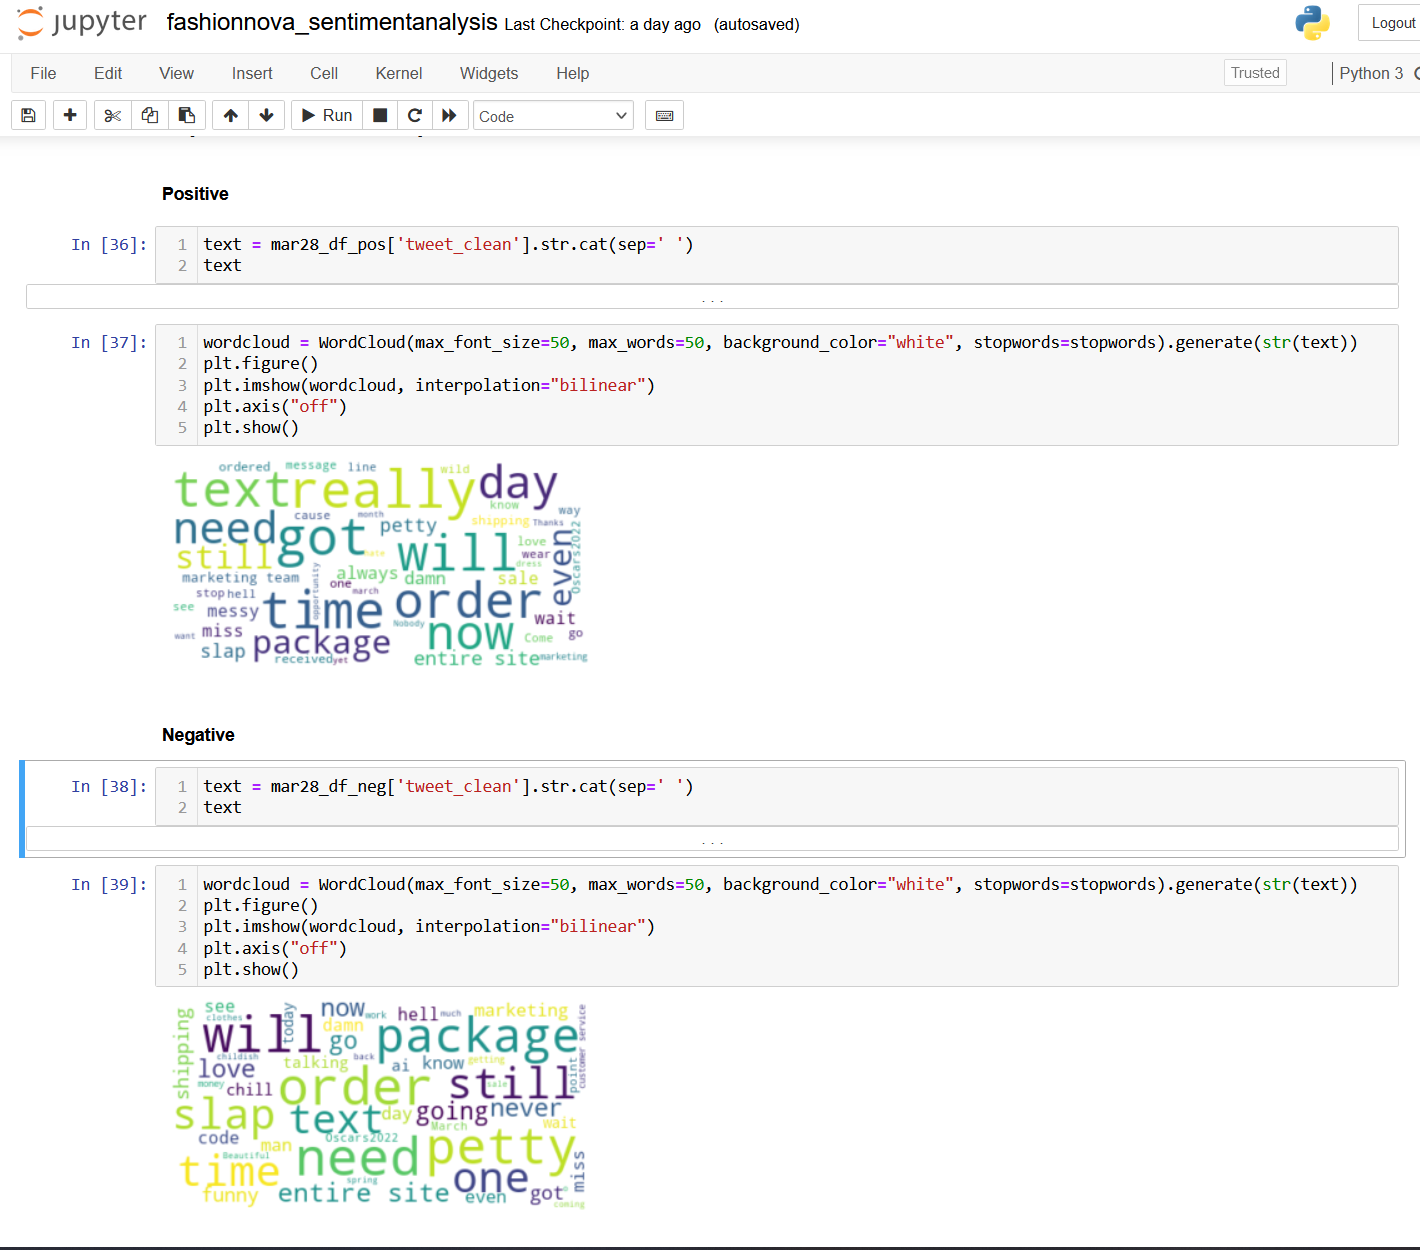 jupyter fashionnova_sentimentanalysis Last Checkpoint: a day ago (autosaved)
Logout
File Edit View Insert Cell Kernel Widgets Help
Trusted
Python 3
Run
Code
Positive
In [36]:
1 text = mar28_df_pos['tweet_clean'].str.cat(sep=' ')
2 text
...
In [37]:
1 wordcloud = WordCloud(max_font_size=50, max_words=50, background_color="white", stopwords=stopwords).generate(str(text))
2 plt.figure()
3 plt.imshow(wordcloud, interpolation="bilinear")
4 plt.axis("off")
5 plt.show()
ordered message line wild
text really day
know
cause month petty shipping Thanks way
need got
still hate will love
wear even Oscars2022
dress
marketing team always damn sale
one
stop hell opportunity march
see messy time order
want miss Nobody now wait
package Come go
slap
received yet entire site marketing
Negative
In [38]:
1 text = mar28_df_neg['tweet_clean'].str.cat(sep=' ')
2 text
...
In [39]:
1 wordcloud = WordCloud(max_font_size=50, max_words=50, background_color="white", stopwords=stopwords).generate(str(text))
2 plt.figure()
3 plt.imshow(wordcloud, interpolation="bilinear")
4 plt.axis("off")
5 plt.show()
see now work hell much marketing
clothes today damn
shipping will go package customer service
childish talking back ai know getting
love point
money chill order still sale
slap text day going never
March wait
code Oscars2022
man need petty
Beautiful
time spring one miss
funny entire site even got
coming